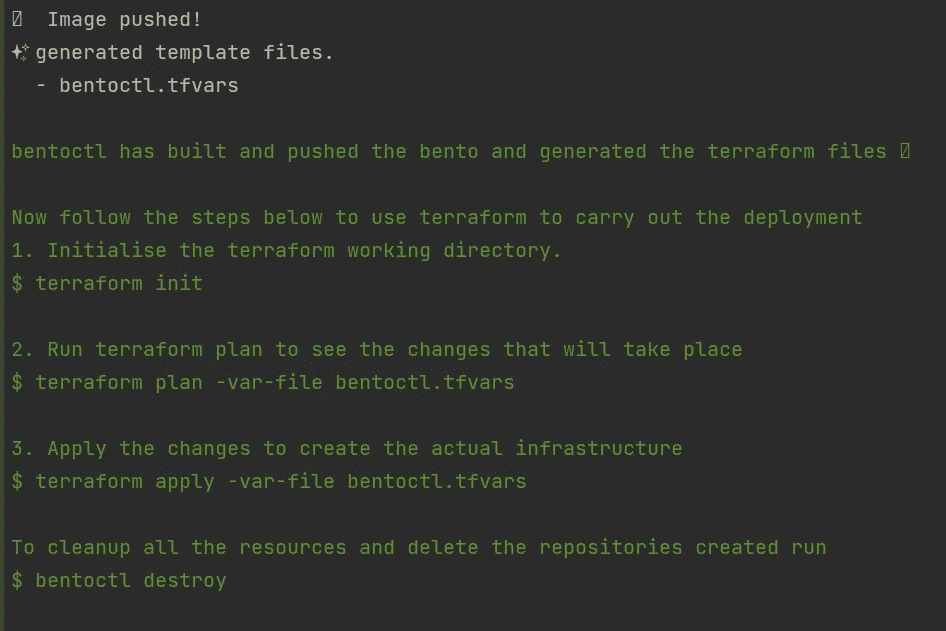 Image pushed!
✨ generated template files.
- bentoctl.tfvars
bentoctl has built and pushed the bento and generated the terraform files
Now follow the steps below to use terraform to carry out the deployment
1. Initialise the terraform working directory.
$ terraform init
2. Run terraform plan to see the changes that will take place
$ terraform plan -var-file bentoctl.tfvars
3. Apply the changes to create the actual infrastructure
$ terraform apply -var-file bentoctl.tfvars
To cleanup all the resources and delete the repositories created run
$ bentoctl destroy